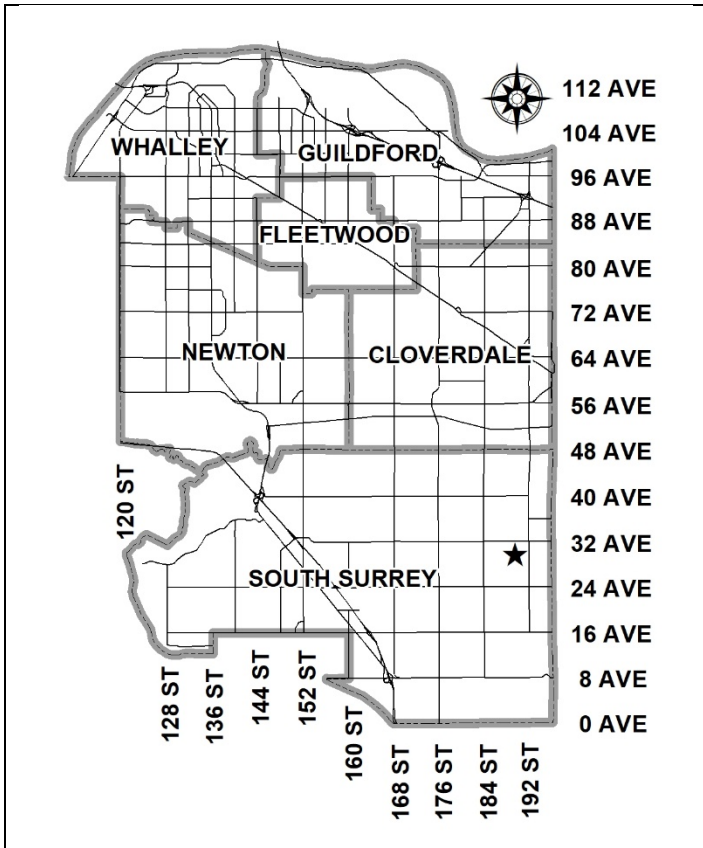 112 AVE
104 AVE
WHALLEY
GUILDFORD
96 AVE
88 AVE
FLEETWOOD
80 AVE
72 AVE
NEWTON
CLOVERDALE
64 AVE
56 AVE
48 AVE
120 ST
40 AVE
32 AVE
SOUTH SURREY
24 AVE
16 AVE
8 AVE
0 AVE
128 ST
136 ST
144 ST
152 ST
160 ST
168 ST
176 ST
184 ST
192 ST